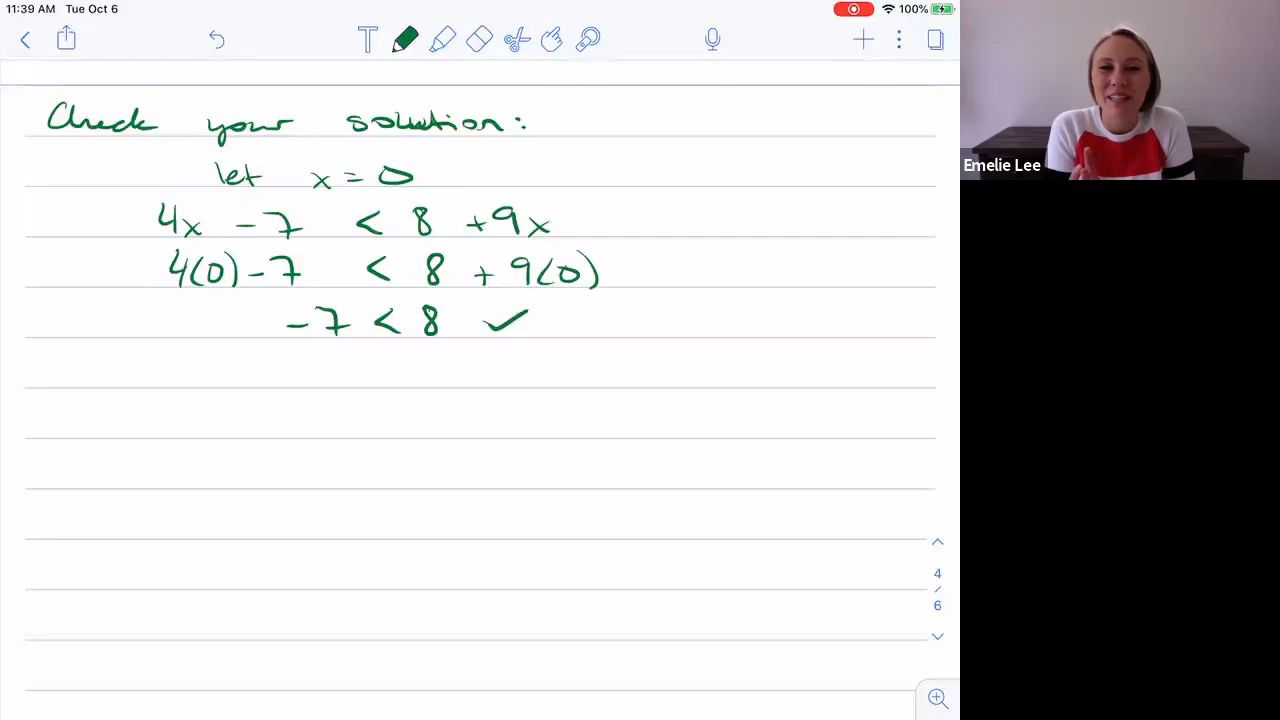 11:39 AM Tue Oct 6
100%
T
Check your solution:
let x = 0
4x - 7 < 8 + 9x
4(0) - 7 < 8 + 9(0)
-7 < 8 ✓
4
/
6
Emelie Lee